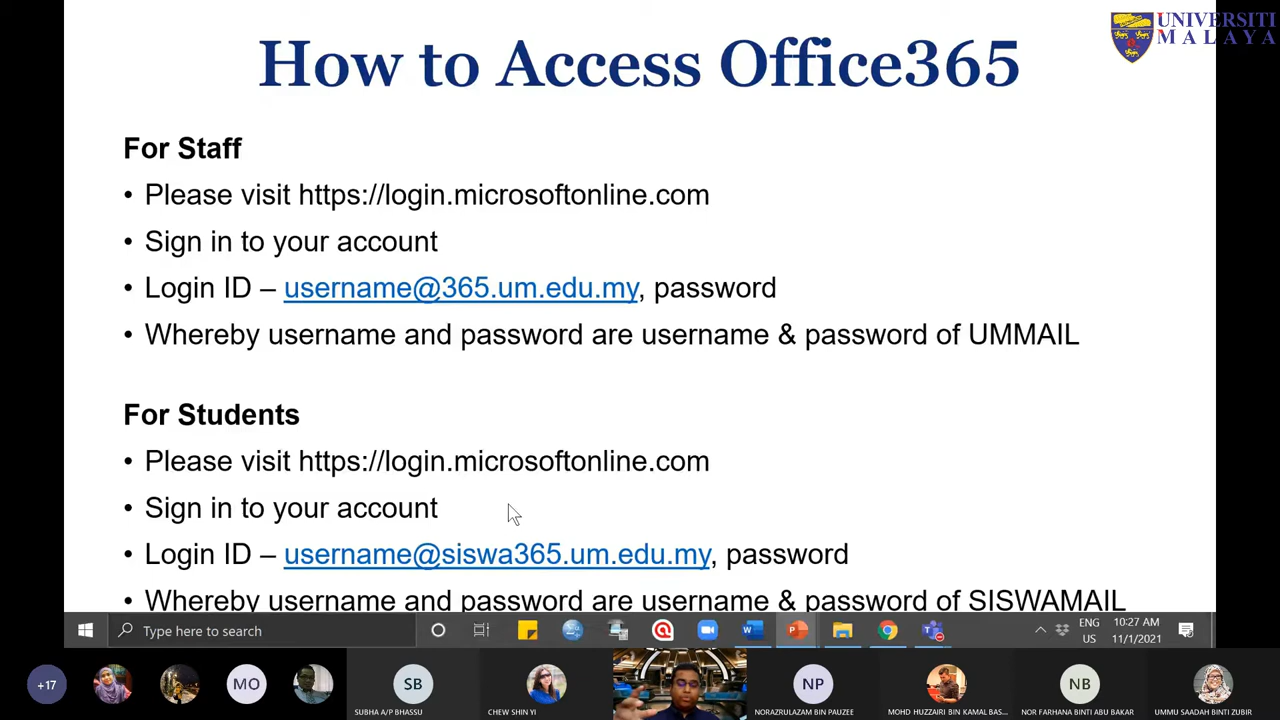 UNIVERSITI
MALAYA
How to Access Office365
For Staff
• Please visit https://login.microsoftonline.com
• Sign in to your account
• Login ID – username@365.um.edu.my, password
• Whereby username and password are username & password of UMMAIL
For Students
• Please visit https://login.microsoftonline.com
• Sign in to your account
• Login ID – username@siswa365.um.edu.my, password
• Whereby username and password are username & password of SISWAMAIL
Type here to search
ENG
US
10:27 AM
11/1/2021
+17
MO
SB
SUBHA A/P BHASSU
CHEW SHIN YI
NP
NORAZRULAZAM BIN PAUZEE
MOHD HUZZAIRI BIN KAMAL BAS...
NB
NOR FARHANA BINTI ABU BAKAR
UMMU SAADAH BINTI ZUBIR